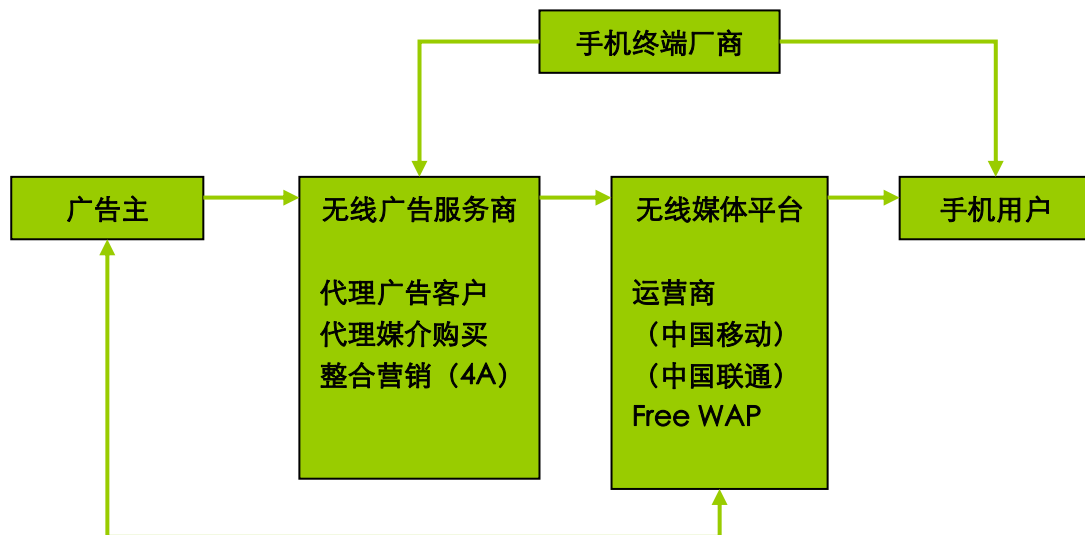 手机终端厂商
广告主
无线广告服务商
代理广告客户
代理媒介购买
整合营销（4A）
无线媒体平台
运营商
（中国移动）
（中国联通）
Free WAP
手机用户